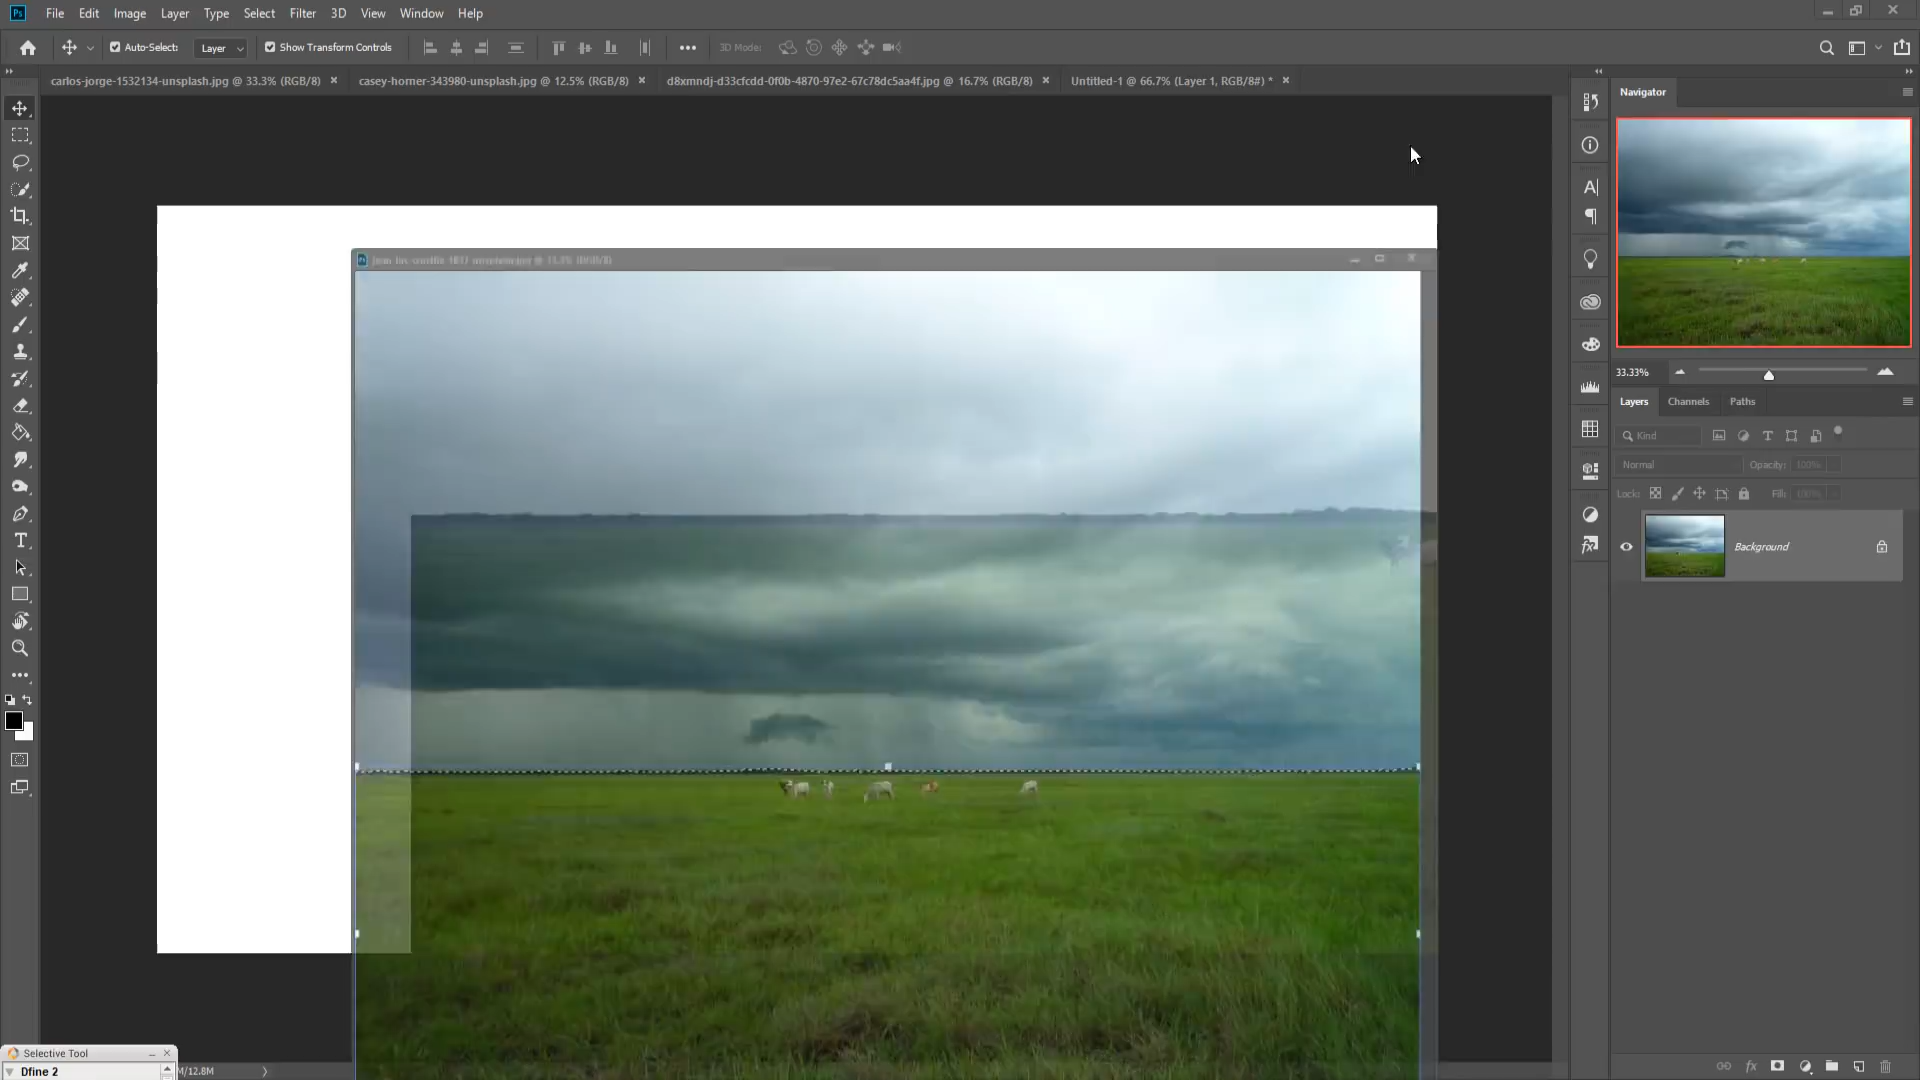 Ps File Edit Image Layer Type Select Filter 3D View Window Help
Auto-Select: Layer Show Transform Controls 3D Mode:
carlos-jorge-1532134-unsplash.jpg @ 33.3% (RGB/8) casey-horner-343980-unsplash.jpg @ 12.5% (RGB/8) d8xmndj-d33cfcdd-0f0b-4870-97e2-67c78dc5aa4f.jpg @ 16.7% (RGB/8) Untitled-1 @ 66.7% (Layer 1, RGB/8#) *
Navigator
33.33%
Layers Channels Paths
Kind
Normal Opacity: 100%
Lock: Fill: 100%
Background
Selective Tool
Dfine 2
M/12.8M